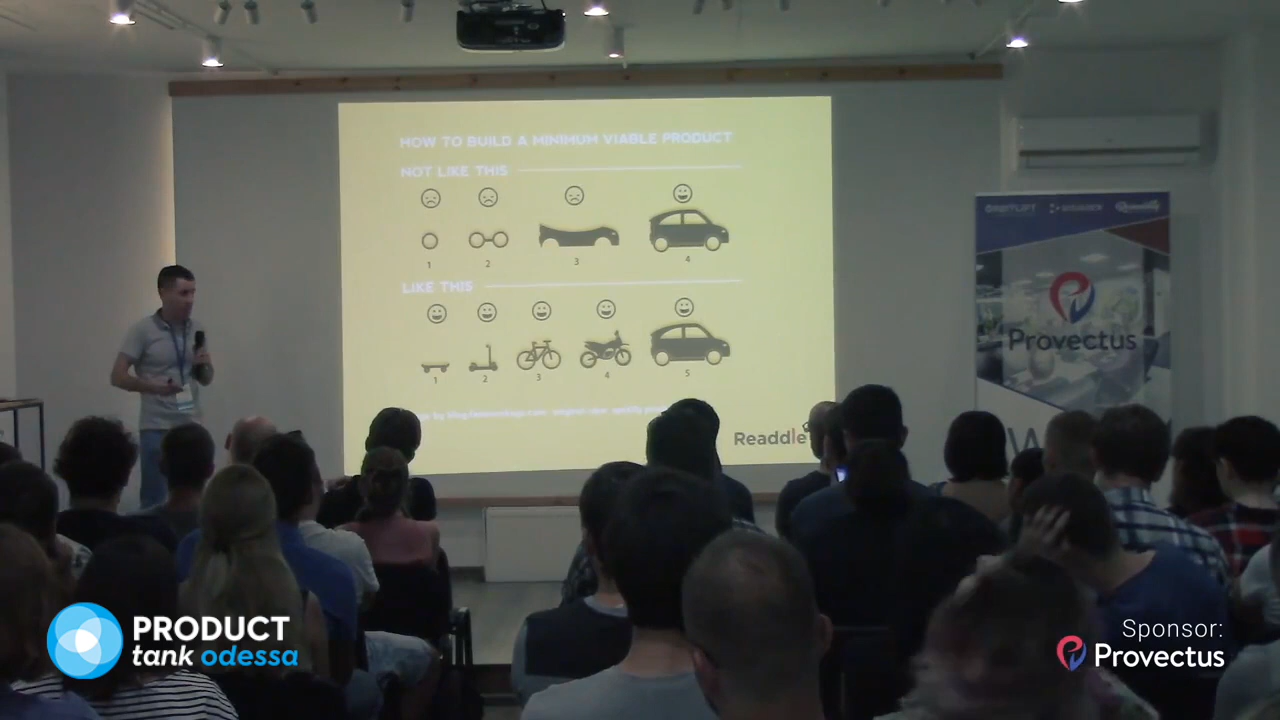 HOW TO BUILD A MINIMUM VIABLE PRODUCT
NOT LIKE THIS
1 2 3 4
LIKE THIS
1 2 3 4 5
Readdle
Provectus
PRODUCT
tank odessa
Sponsor:
Provectus